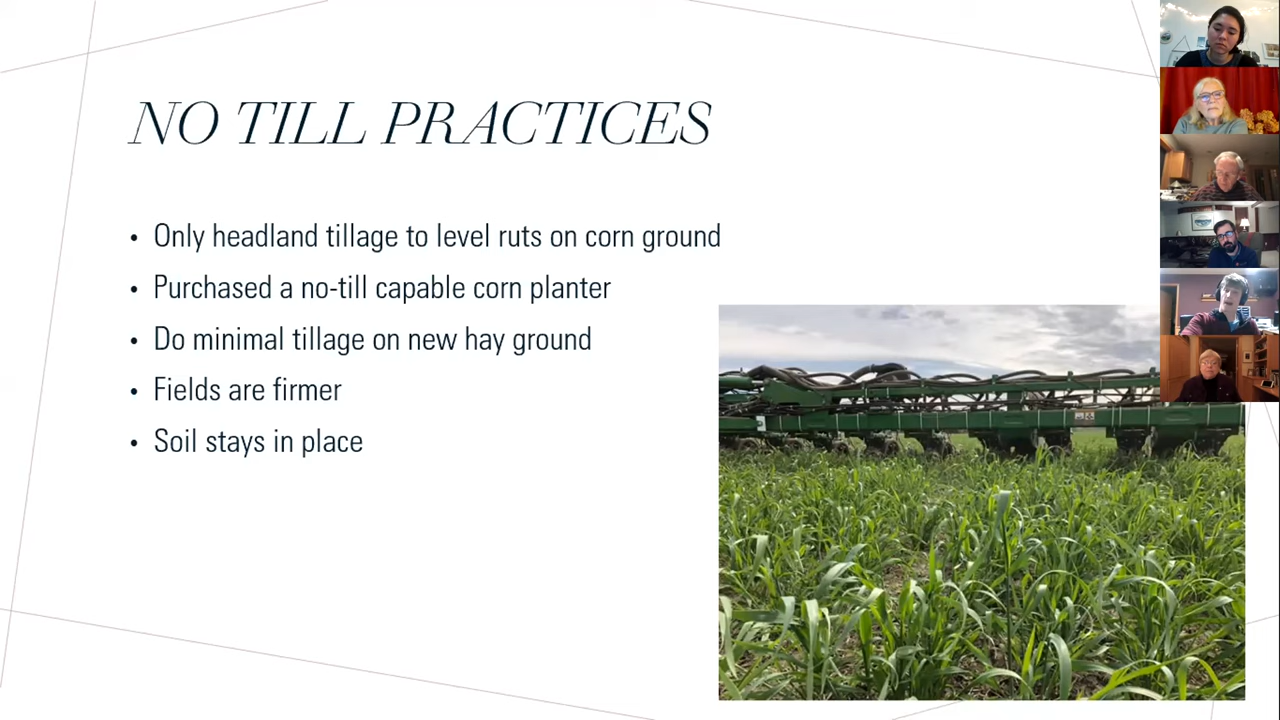 NO TILL PRACTICES
• Only headland tillage to level ruts on corn ground
• Purchased a no-till capable corn planter
• Do minimal tillage on new hay ground
• Fields are firmer
• Soil stays in place